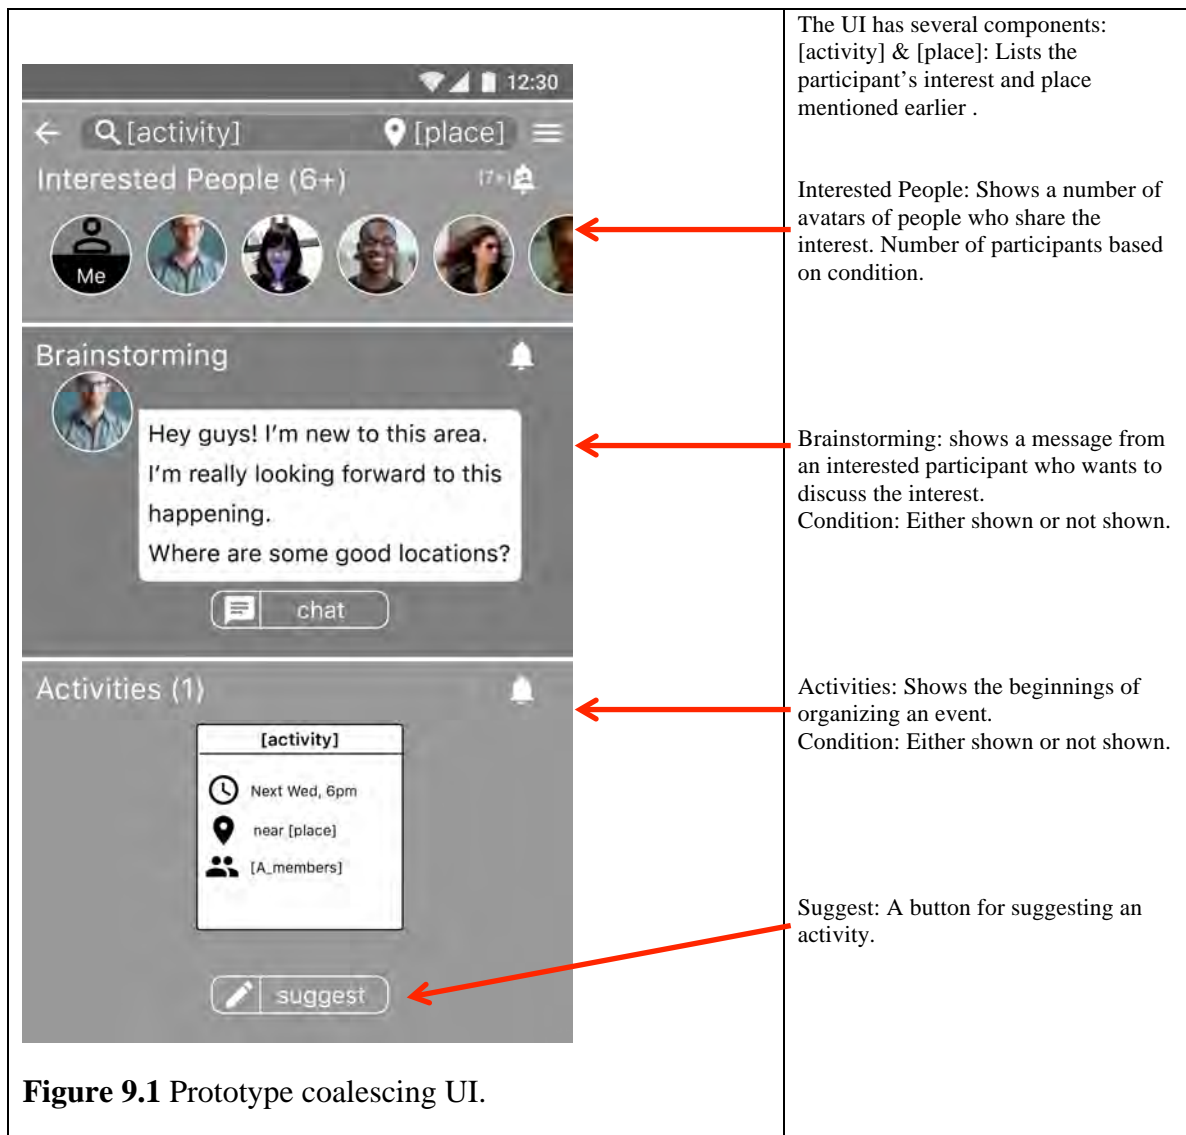 12:30
[activity] [place]
Interested People (6+) (7+)
Me
Brainstorming
Hey guys! I'm new to this area.
I'm really looking forward to this
happening.
Where are some good locations?
chat
Activities (1)
[activity]
Next Wed, 6pm
near [place]
[A_members]
suggest
Figure 9.1 Prototype coalescing UI.
The UI has several components:
[activity] & [place]: Lists the
participant's interest and place
mentioned earlier .
Interested People: Shows a number of
avatars of people who share the
interest. Number of participants based
on condition.
Brainstorming: shows a message from
an interested participant who wants to
discuss the interest.
Condition: Either shown or not shown.
Activities: Shows the beginnings of
organizing an event.
Condition: Either shown or not shown.
Suggest: A button for suggesting an
activity.